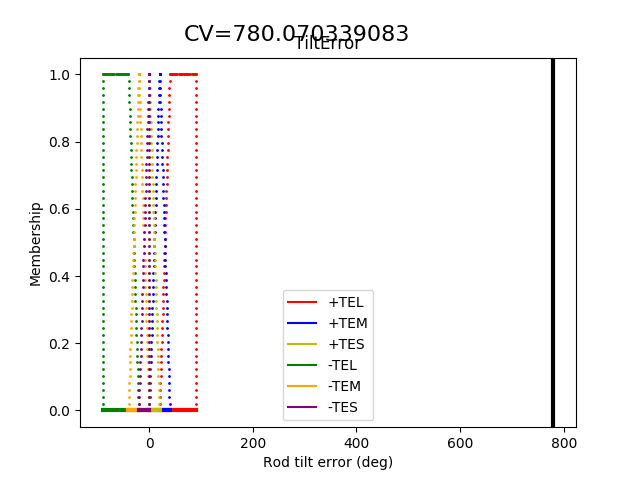 CV=780.070339083
TiltError
1.0
0.8
0.6
0.4
0.2
0.0
Membership
+TEL
+TEM
+TES
-TEL
-TEM
-TES
0
200
400
600
800
Rod tilt error (deg)